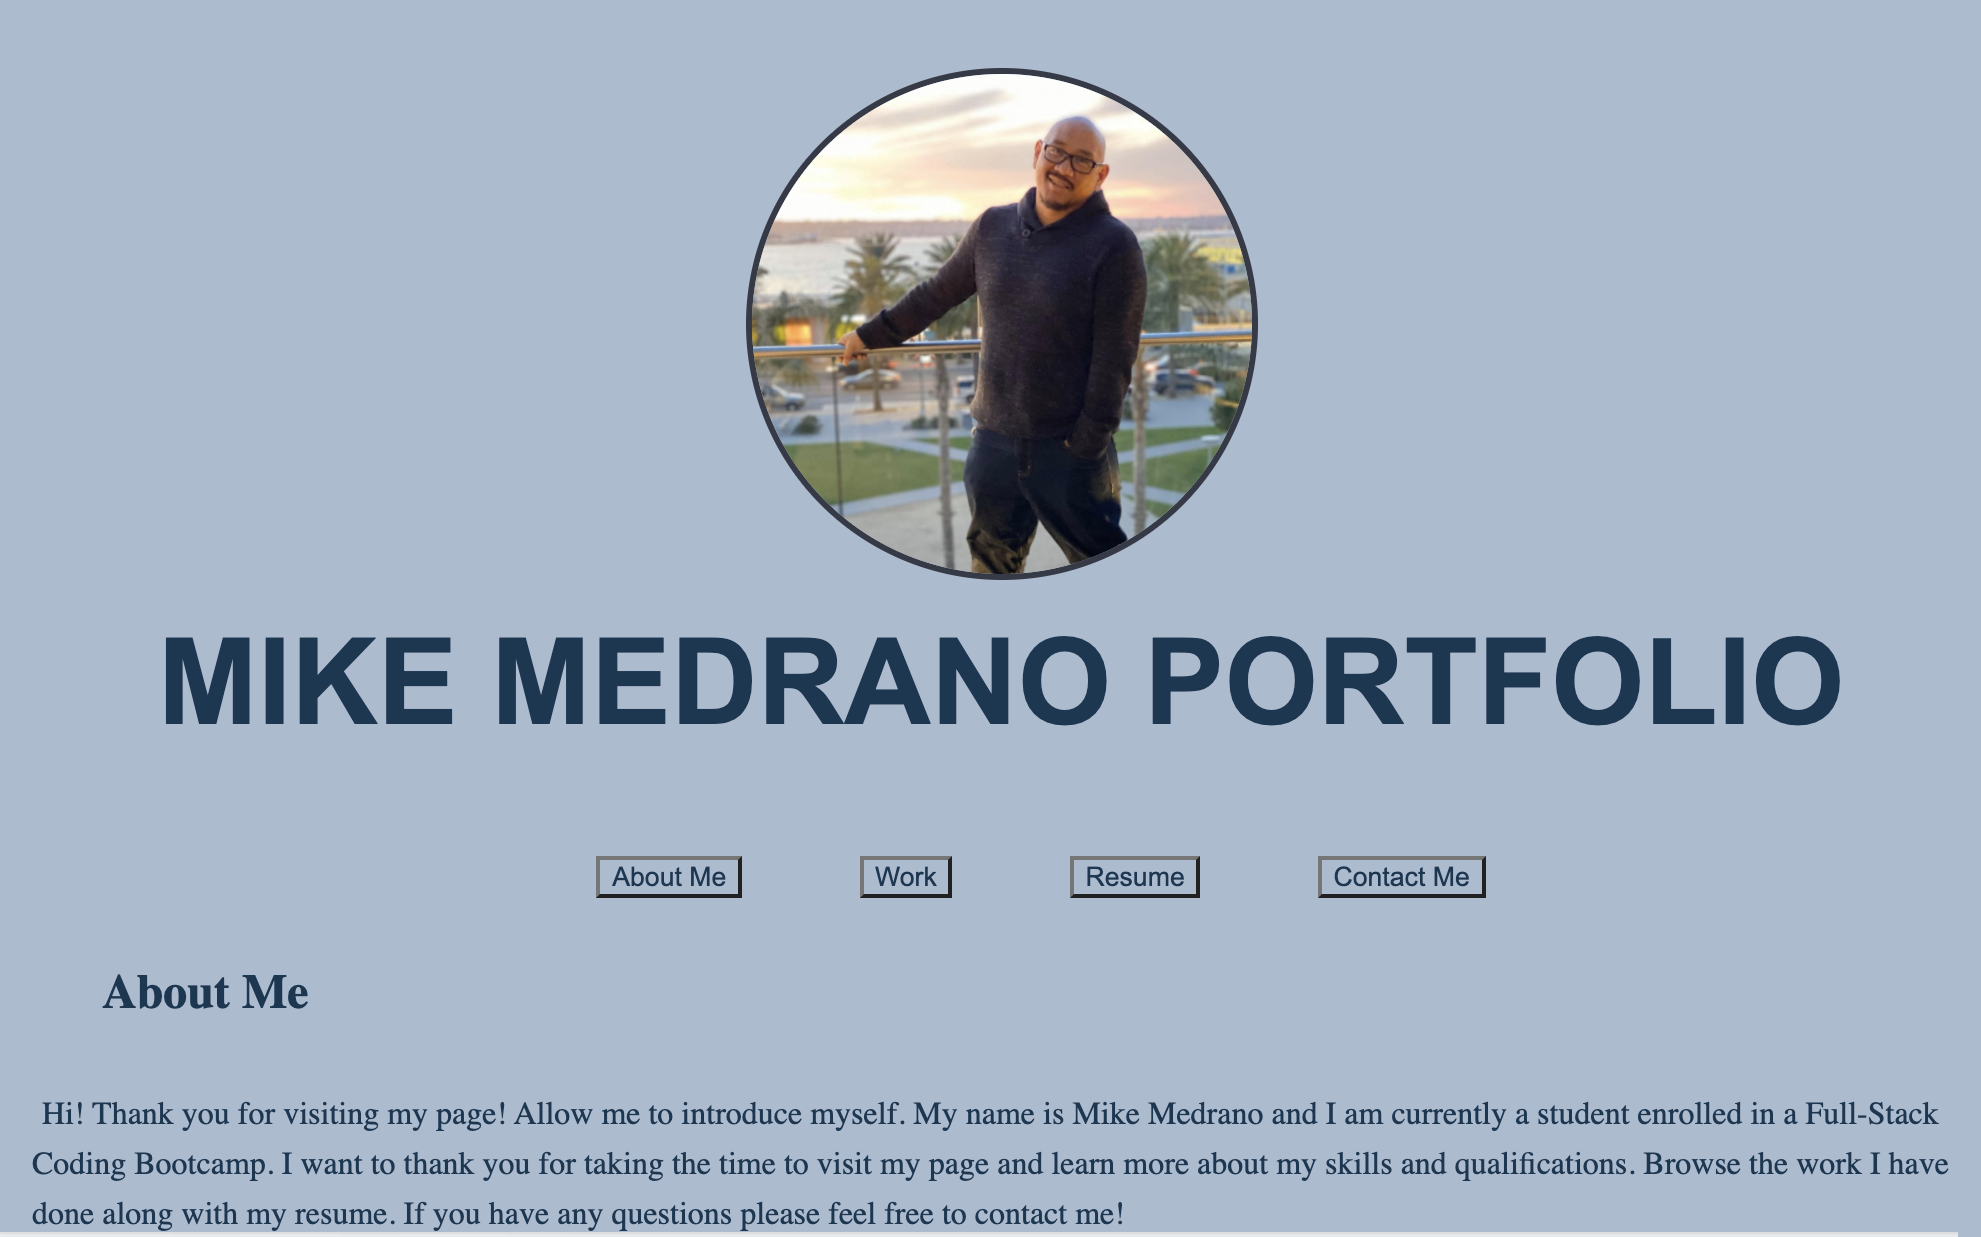 MIKE MEDRANO PORTFOLIO
About Me
Work
Resume
Contact Me
About Me
Hi! Thank you for visiting my page! Allow me to introduce myself. My name is Mike Medrano and I am currently a student enrolled in a Full-Stack
Coding Bootcamp. I want to thank you for taking the time to visit my page and learn more about my skills and qualifications. Browse the work I have
done along with my resume. If you have any questions please feel free to contact me!